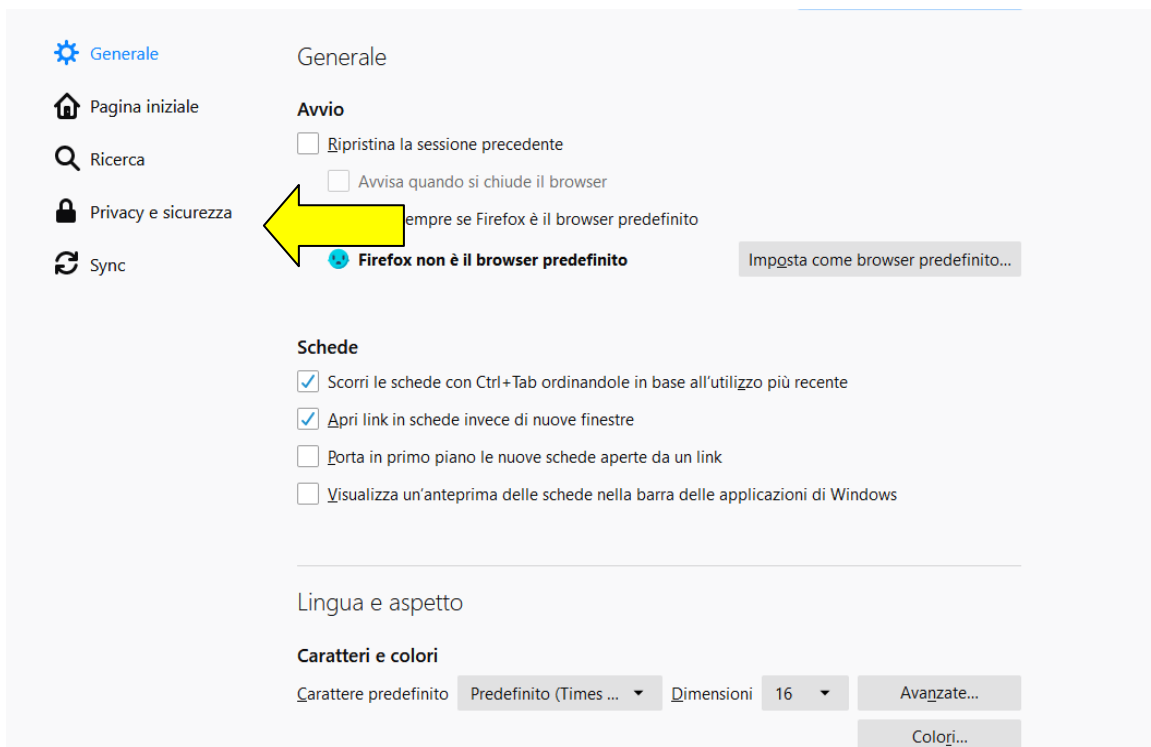 Generale
Pagina iniziale
Ricerca
Privacy e sicurezza
Sync
Generale
Avvio
Ripristina la sessione precedente
Avvisa quando si chiude il browser
empre se Firefox è il browser predefinito
Firefox non è il browser predefinito
Imposta come browser predefinito...
Schede
Scorri le schede con Ctrl+Tab ordinandole in base all'utilizzo più recente
Apri link in schede invece di nuove finestre
Porta in primo piano le nuove schede aperte da un link
Visualizza un'anteprima delle schede nella barra delle applicazioni di Windows
Lingua e aspetto
Caratteri e colori
Carattere predefinito Predefinito (Times ... Dimensioni 16 Avanzate...
Colori...